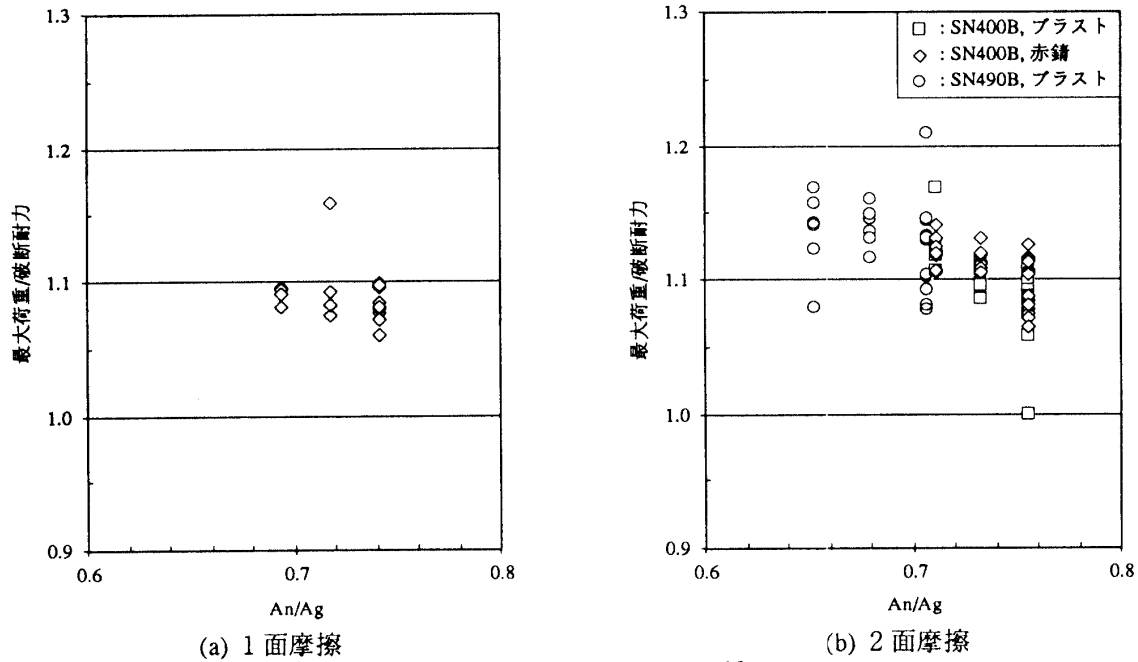 1.3
1.2
1.1
1.0
0.9
最大荷重/破断耐力
0.6
0.7
0.8
An/Ag
(a) 1 面摩擦
□ : SN400B, ブラスト
◇ : SN400B, 赤錆
○ : SN490B, ブラスト
1.3
1.2
1.1
1.0
0.9
最大荷重/破断耐力
0.6
0.7
0.8
An/Ag
(b) 2 面摩擦